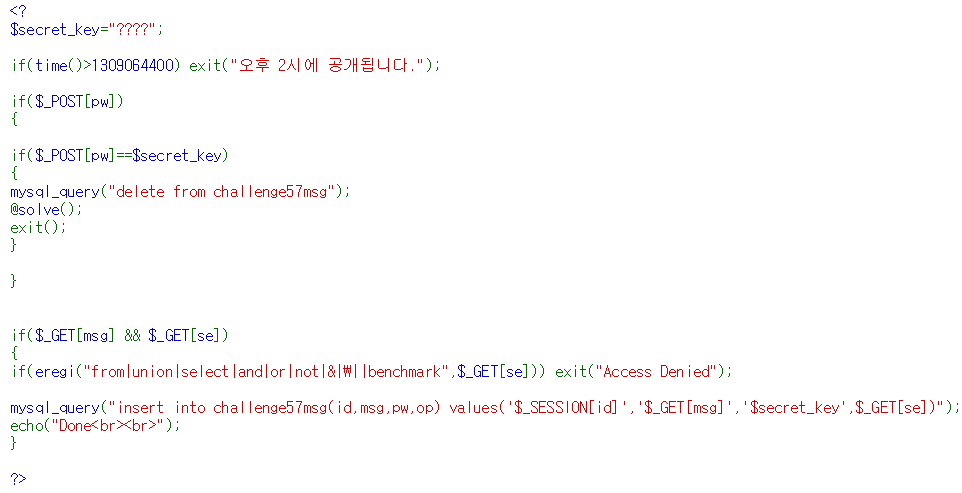 <?
$secret_key="????";
if(time()>1309064400) exit("오후 2시에 공개됩니다.");
if($_POST[pw])
{
if($_POST[pw]==$secret_key)
{
mysql_query("delete from challenge57msg");
@solve();
exit();
}
}
if($_GET[msg] && $_GET[se])
{
if(eregi("from|union|select|and|or|not|&|₩||benchmark",$_GET[se])) exit("Access Denied");
mysql_query("insert into challenge57msg(id,msg,pw,op) values('$_SESSION[id]','$_GET[msg]','$secret_key',$_GET[se])");
echo("Done<br><br>");
}
?>